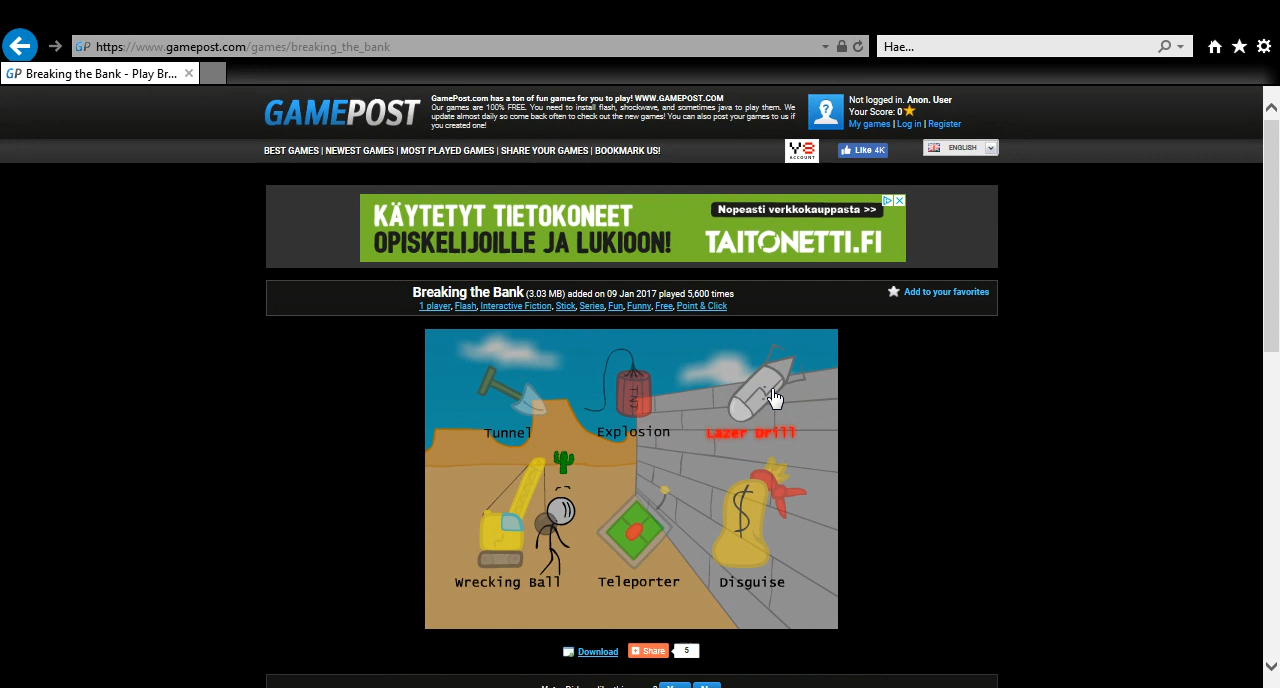 GP https://www.gamepost.com/games/breaking_the_bank
Hae...
GP Breaking the Bank - Play Br...
GAMEPOST
GamePost.com has a ton of fun games for you to play! WWW.GAMEPOST.COM
Our games are 100% FREE. You need to install flash, shockwave, and sometimes java to play them. We
update almost daily so come back often to check out the new games! You can also post your games to us if
you created one!
Not logged in. Anon. User
Your Score: 0
My games | Log in | Register
BEST GAMES | NEWEST GAMES | MOST PLAYED GAMES | SHARE YOUR GAMES | BOOKMARK US!
Y8
ACCOUNT
Like 4K
ENGLISH
KÄYTETYT TIETOKONEET
OPISKELIJOILLE JA LUKIOON!
Nopeasti verkkokauppasta >>
TAITONETTI.FI
Breaking the Bank (3.03 MB) added on 09 Jan 2017 played 5,600 times
1 player, Flash, Interactive Fiction, Stick, Series, Fun, Funny, Free, Point & Click
Add to your favorites
TNT
Tunnel
Explosion
Lazer Drill
$
Wrecking Ball
Teleporter
Disguise
Download
Share
5